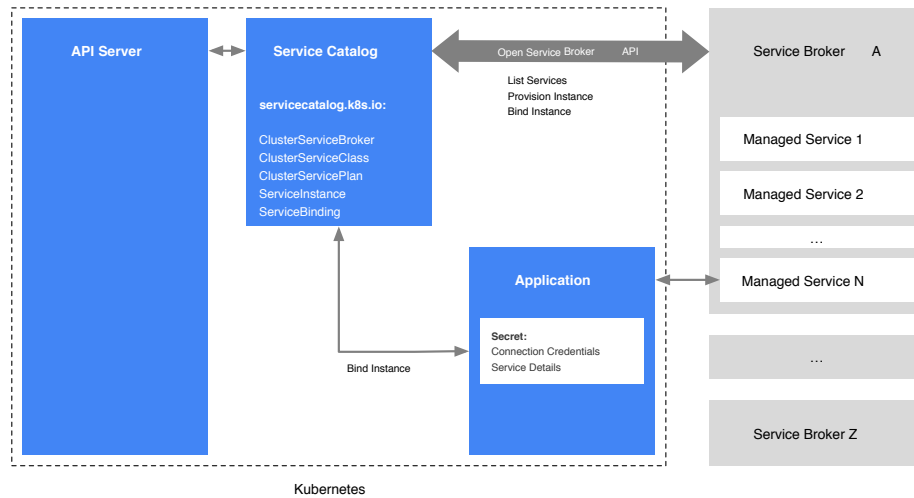 API Server
Service Catalog
servicecatalog.k8s.io:
ClusterServiceBroker
ClusterServiceClass
ClusterServicePlan
ServiceInstance
ServiceBinding
Open Service Broker API
List Services
Provision Instance
Bind Instance
Service Broker A
Managed Service 1
Managed Service 2
...
Managed Service N
Application
Secret:
Connection Credentials
Service Details
Bind Instance
...
Service Broker Z
Kubernetes